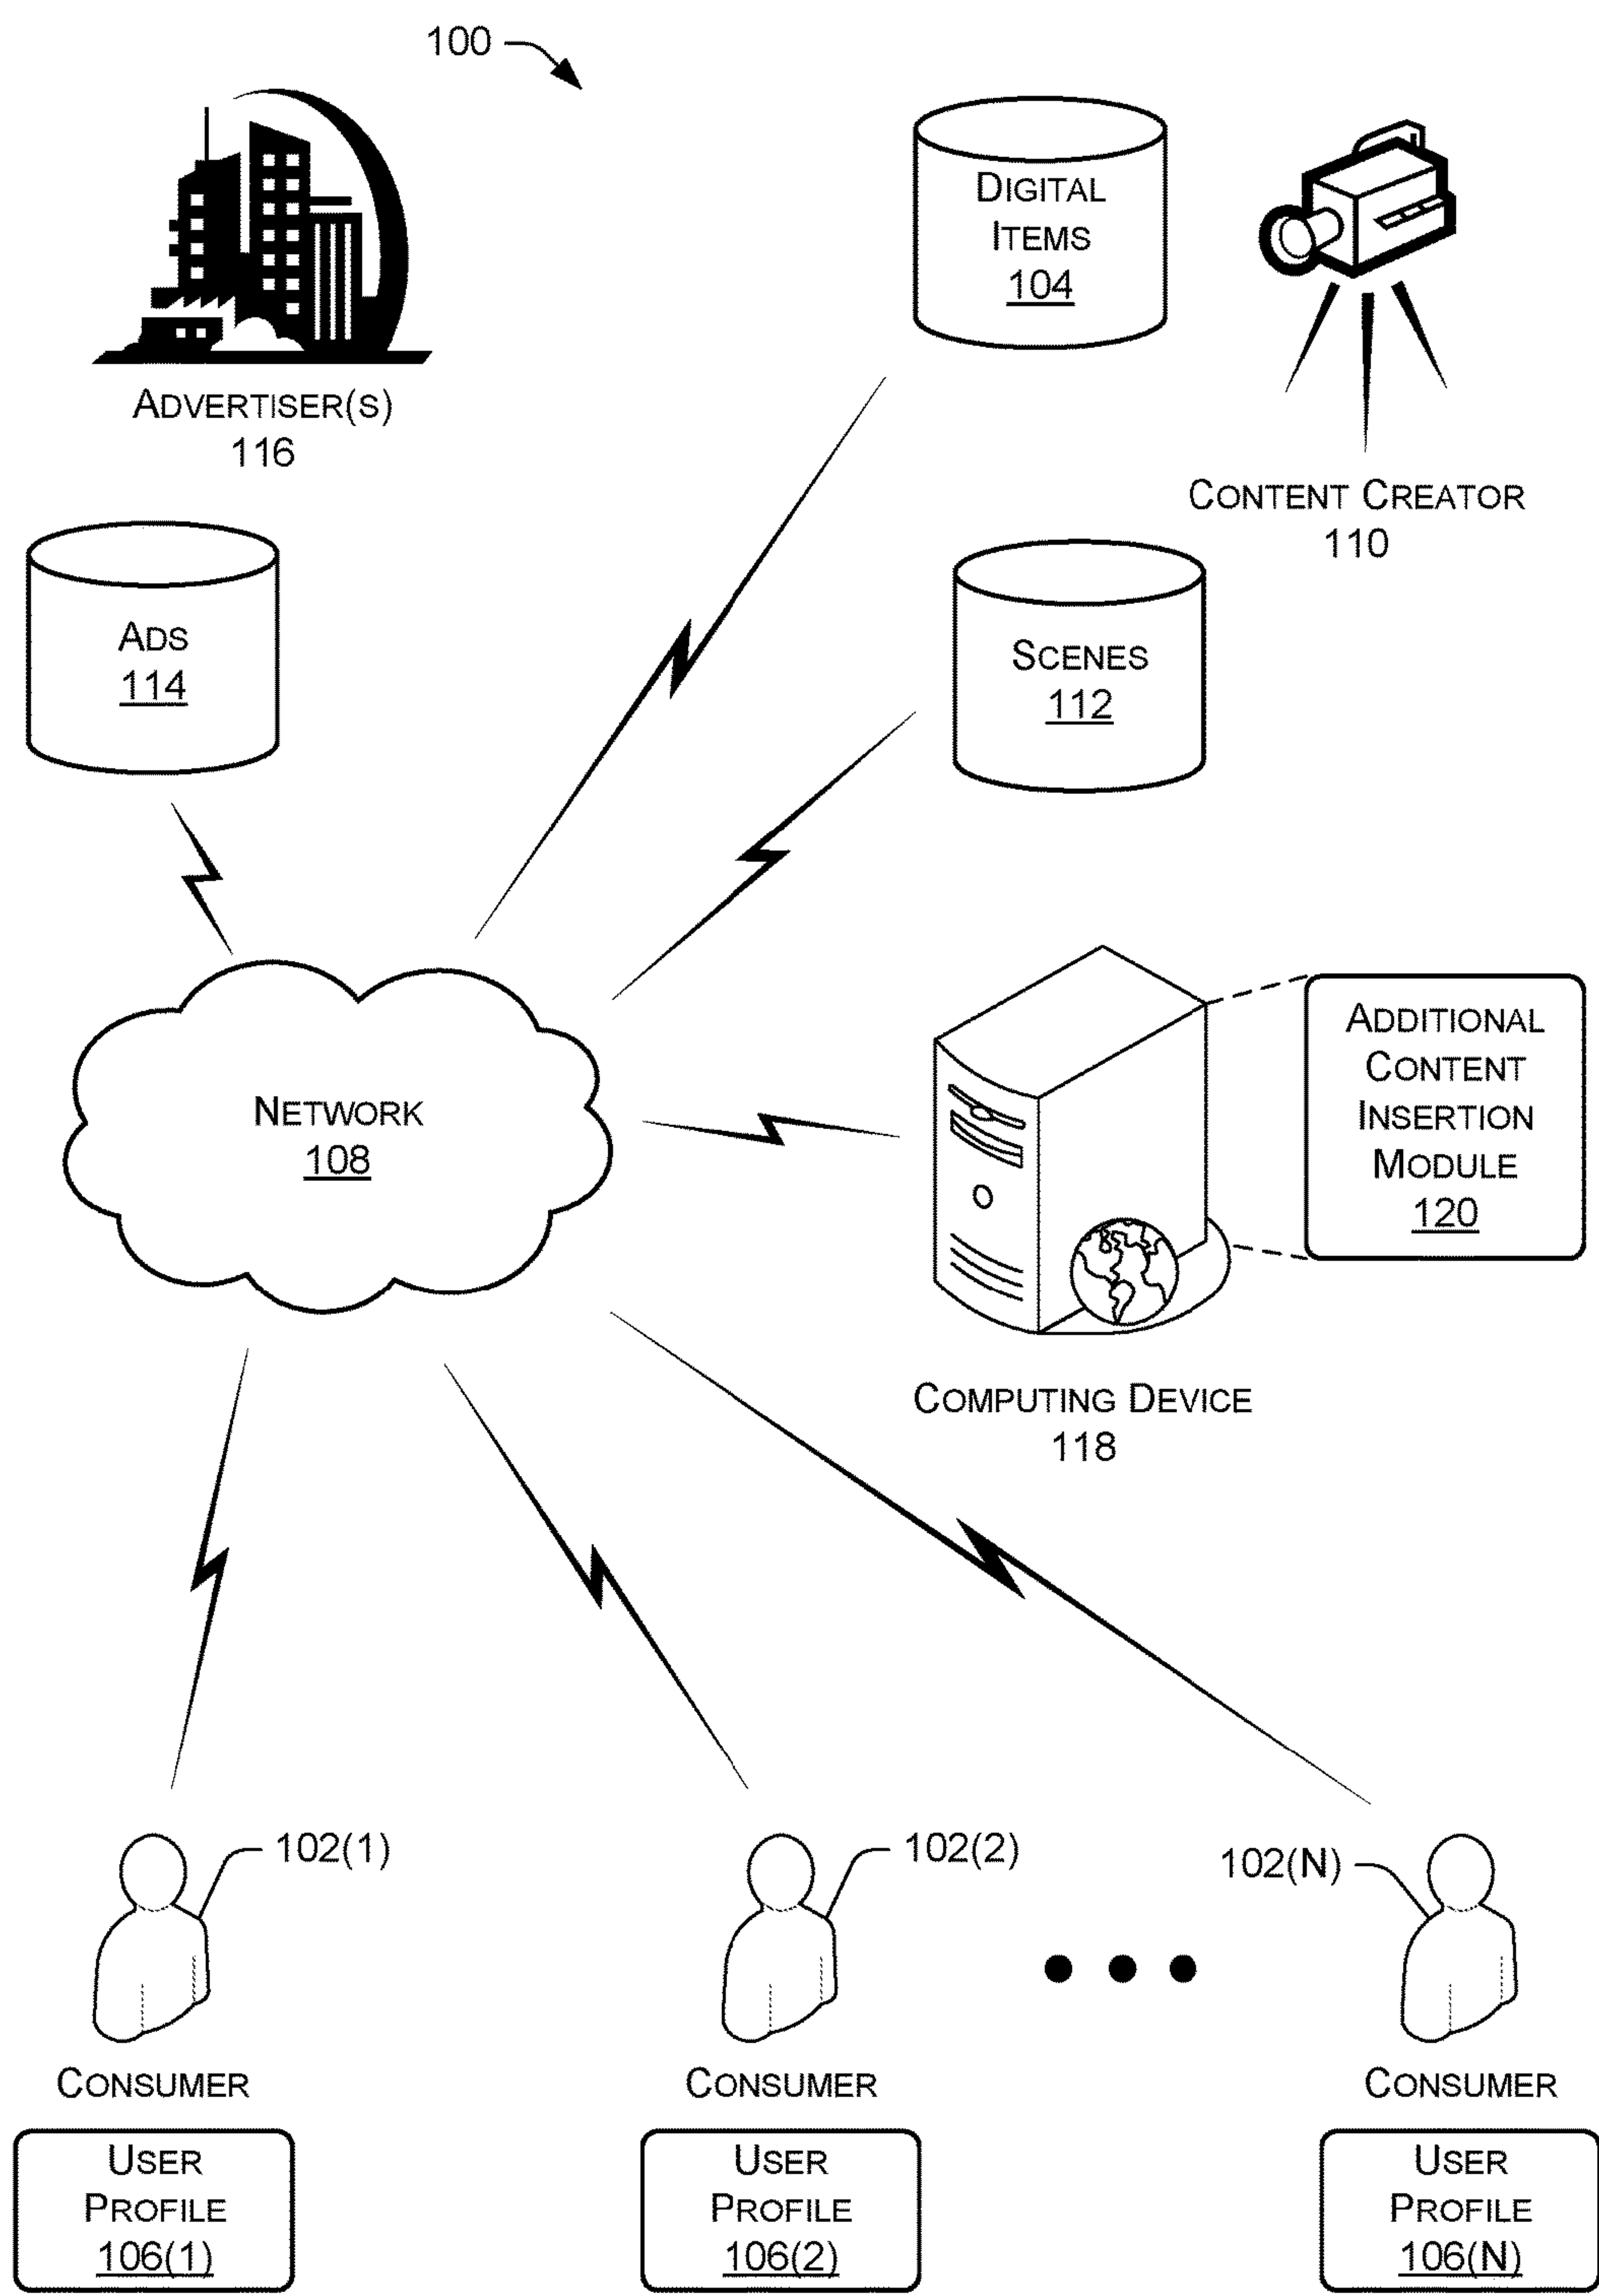 100
DIGITAL
ITEMS
104
ADVERTISER(S)
116
CONTENT CREATOR
110
ADS
114
SCENES
112
NETWORK
108
ADDITIONAL
CONTENT
INSERTION
MODULE
120
COMPUTING DEVICE
118
102(1)
102(2)
102(N)
CONSUMER
CONSUMER
CONSUMER
USER
PROFILE
106(1)
USER
PROFILE
106(2)
USER
PROFILE
106(N)